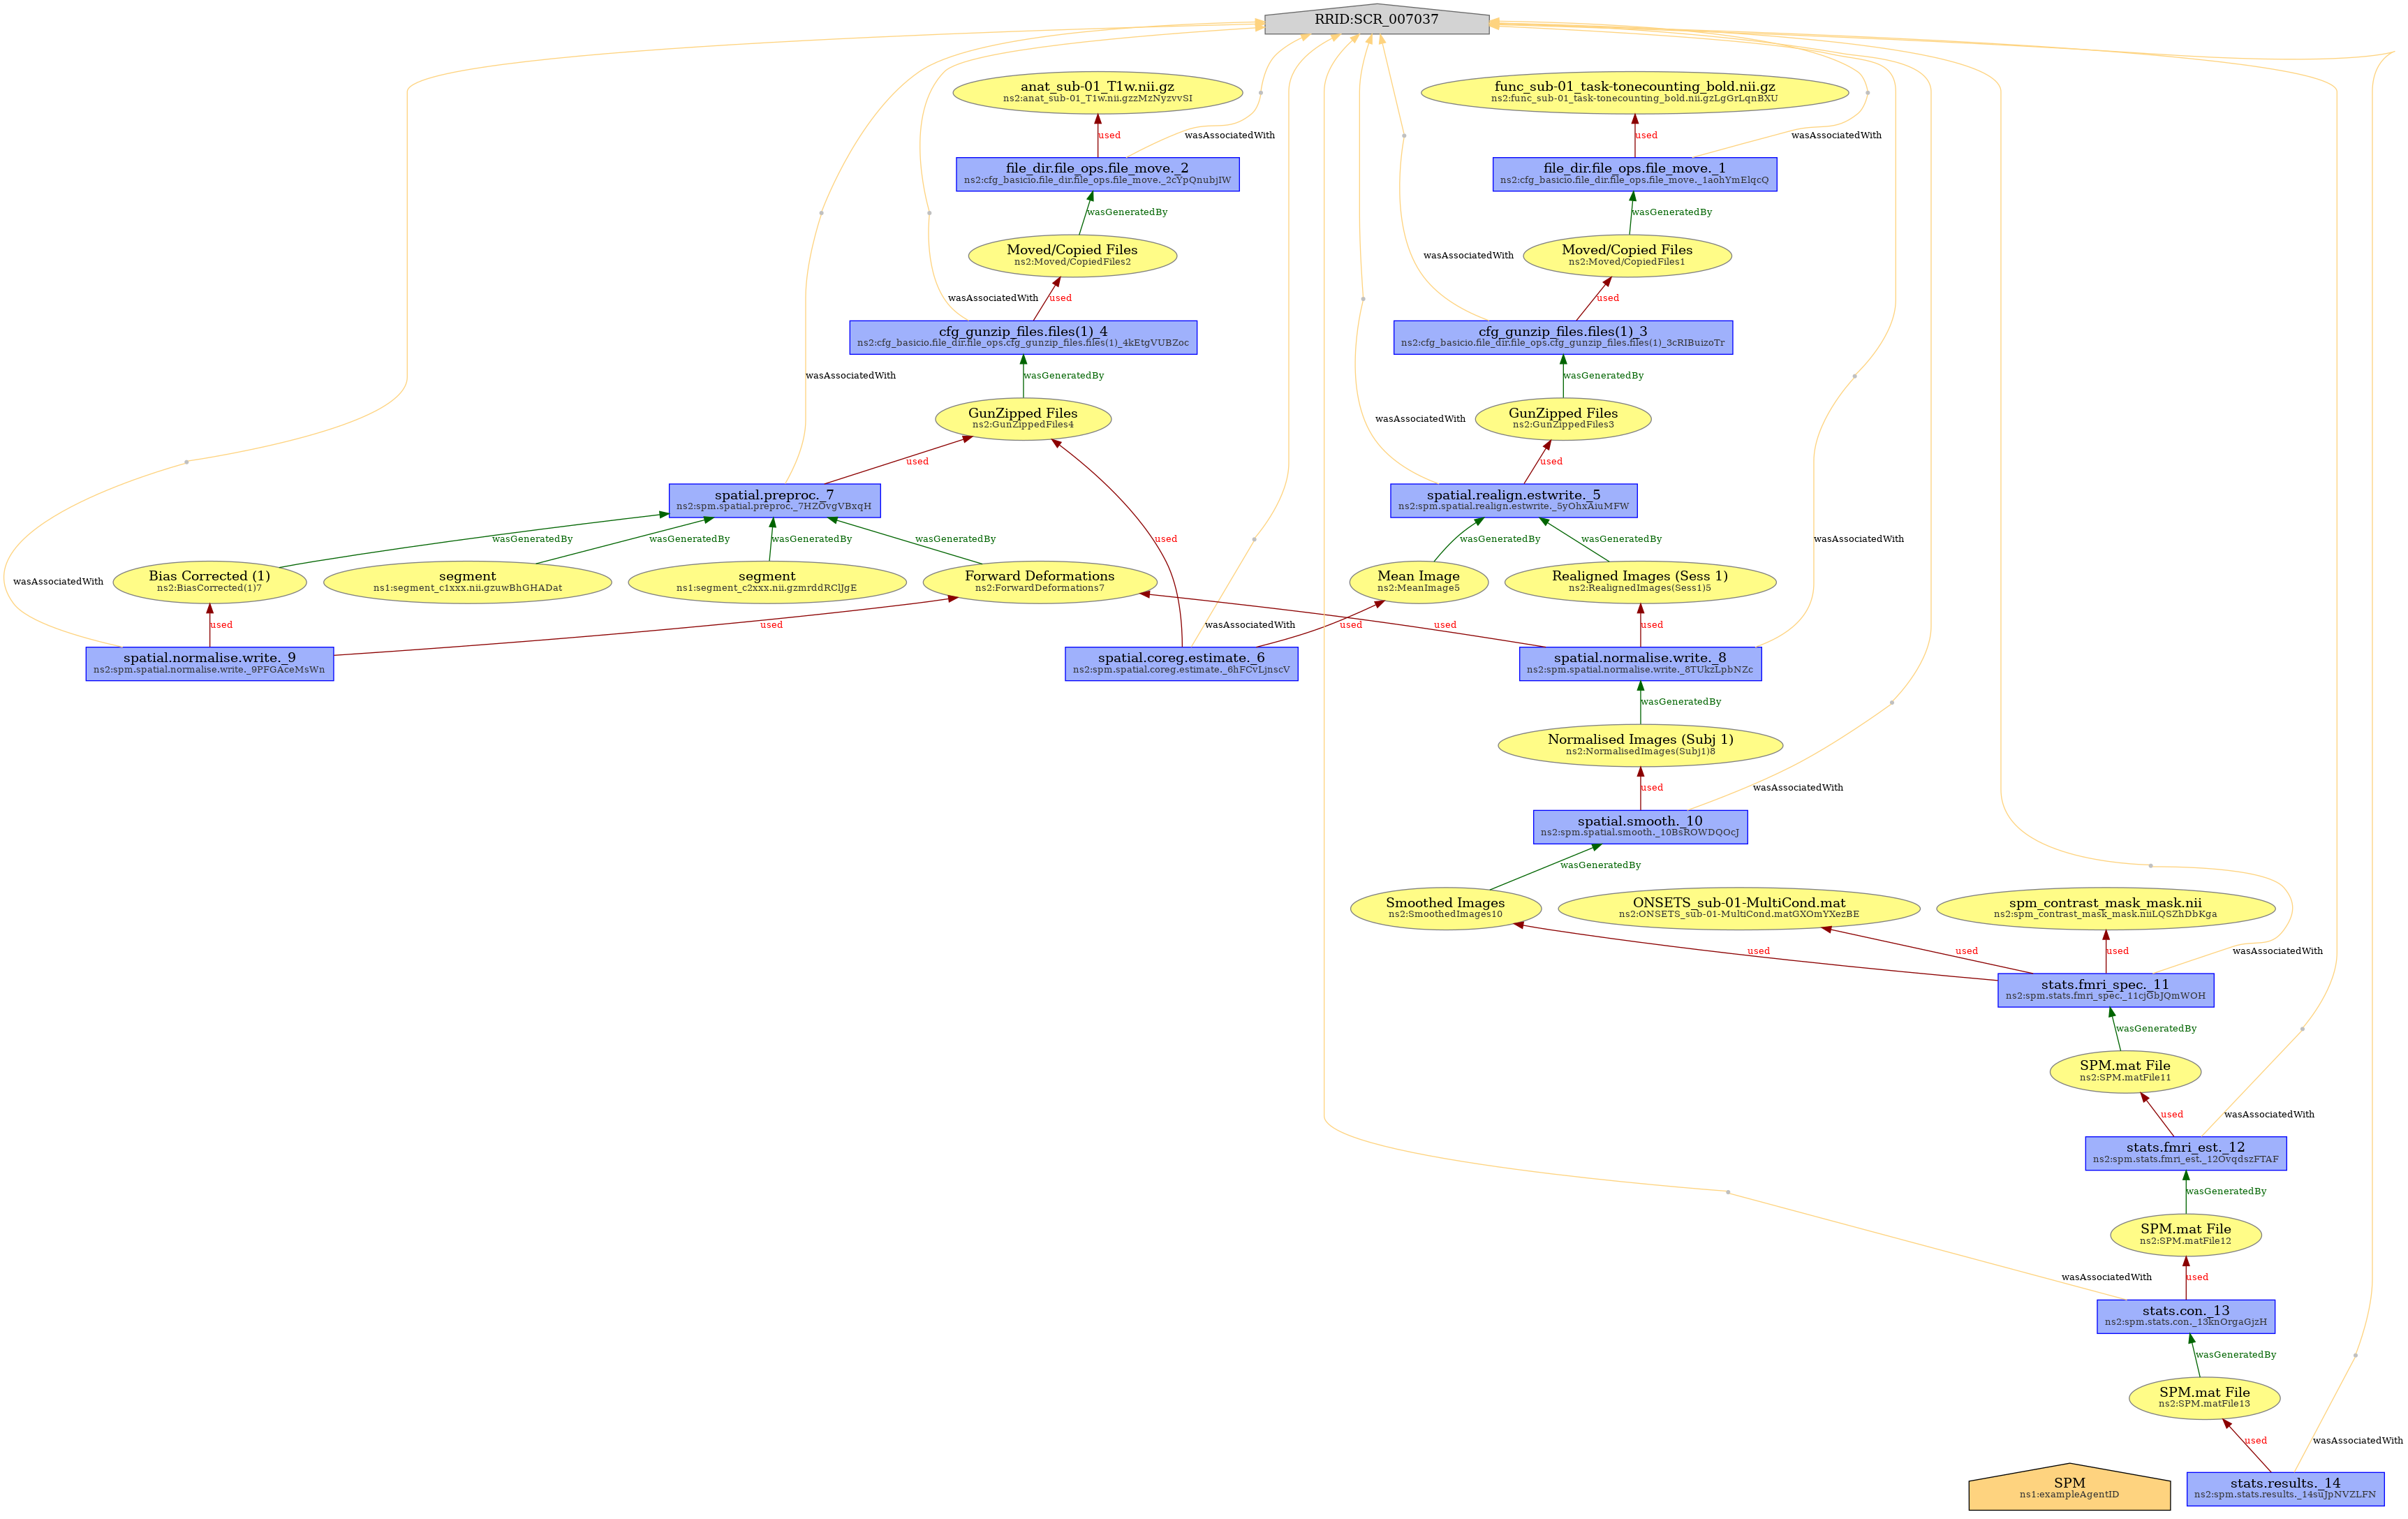 RRID:SCR_007037
anat_sub-01_T1w.nii.gz
ns2:anat_sub-01_T1w.nii.gzzMzNyzvvSI
func_sub-01_task-tonecounting_bold.nii.gz
ns2:func_sub-01_task-tonecounting_bold.nii.gzLgGrLqnBXU
used
wasAssociatedWith
used
wasAssociatedWith
file_dir.file_ops.file_move._2
ns2:cfg_basicio.file_dir.file_ops.file_move._2cYpQnubjIW
file_dir.file_ops.file_move._1
ns2:cfg_basicio.file_dir.file_ops.file_move._1aohYmElqcQ
wasGeneratedBy
wasGeneratedBy
Moved/Copied Files
ns2:Moved/CopiedFiles2
Moved/Copied Files
ns2:Moved/CopiedFiles1
wasAssociatedWith
used
wasAssociatedWith
used
cfg_gunzip_files.files(1)_4
ns2:cfg_basicio.file_dir.file_ops.cfg_gunzip_files.files(1)_4kEtgVUBZoc
cfg_gunzip_files.files(1)_3
ns2:cfg_basicio.file_dir.file_ops.cfg_gunzip_files.files(1)_3cRIBuizoTr
wasAssociatedWith
wasGeneratedBy
wasGeneratedBy
GunZipped Files
ns2:GunZippedFiles4
GunZipped Files
ns2:GunZippedFiles3
wasAssociatedWith
used
used
spatial.preproc._7
ns2:spm.spatial.preproc._7HZOvgVBxqH
spatial.realign.estwrite._5
ns2:spm.spatial.realign.estwrite._5yOhxAiuMFW
wasGeneratedBy
wasGeneratedBy
wasGeneratedBy
wasGeneratedBy
used
wasGeneratedBy
wasGeneratedBy
wasAssociatedWith
wasAssociatedWith
Bias Corrected (1)
ns2:BiasCorrected(1)7
segment
ns1:segment_c1xxx.nii.gzuwBhGHADat
segment
ns1:segment_c2xxx.nii.gzmrddRClJgE
Forward Deformations
ns2:ForwardDeformations7
Mean Image
ns2:MeanImage5
Realigned Images (Sess 1)
ns2:RealignedImages(Sess1)5
used
used
wasAssociatedWith
used
used
used
spatial.normalise.write._9
ns2:spm.spatial.normalise.write._9PFGAceMsWn
spatial.coreg.estimate._6
ns2:spm.spatial.coreg.estimate._6hFCvLjnscV
spatial.normalise.write._8
ns2:spm.spatial.normalise.write._8TUkzLpbNZc
wasGeneratedBy
Normalised Images (Subj 1)
ns2:NormalisedImages(Subj1)8
used
wasAssociatedWith
spatial.smooth._10
ns2:spm.spatial.smooth._10BsROWDQOcJ
wasGeneratedBy
Smoothed Images
ns2:SmoothedImages10
ONSETS_sub-01-MultiCond.mat
ns2:ONSETS_sub-01-MultiCond.matGXOmYXezBE
spm_contrast_mask_mask.nii
ns2:spm_contrast_mask_mask.niiLQSZhDbKga
used
used
used
wasAssociatedWith
stats.fmri_spec._11
ns2:spm.stats.fmri_spec._11cjGbJQmWOH
wasGeneratedBy
SPM.mat File
ns2:SPM.matFile11
used
wasAssociatedWith
stats.fmri_est._12
ns2:spm.stats.fmri_est._12OvqdszFTAF
wasGeneratedBy
SPM.mat File
ns2:SPM.matFile12
wasAssociatedWith
used
stats.con._13
ns2:spm.stats.con._13knOrgaGjzH
wasGeneratedBy
SPM.mat File
ns2:SPM.matFile13
used
wasAssociatedWith
SPM
ns1:exampleAgentID
stats.results._14
ns2:spm.stats.results._14suJpNVZLFN